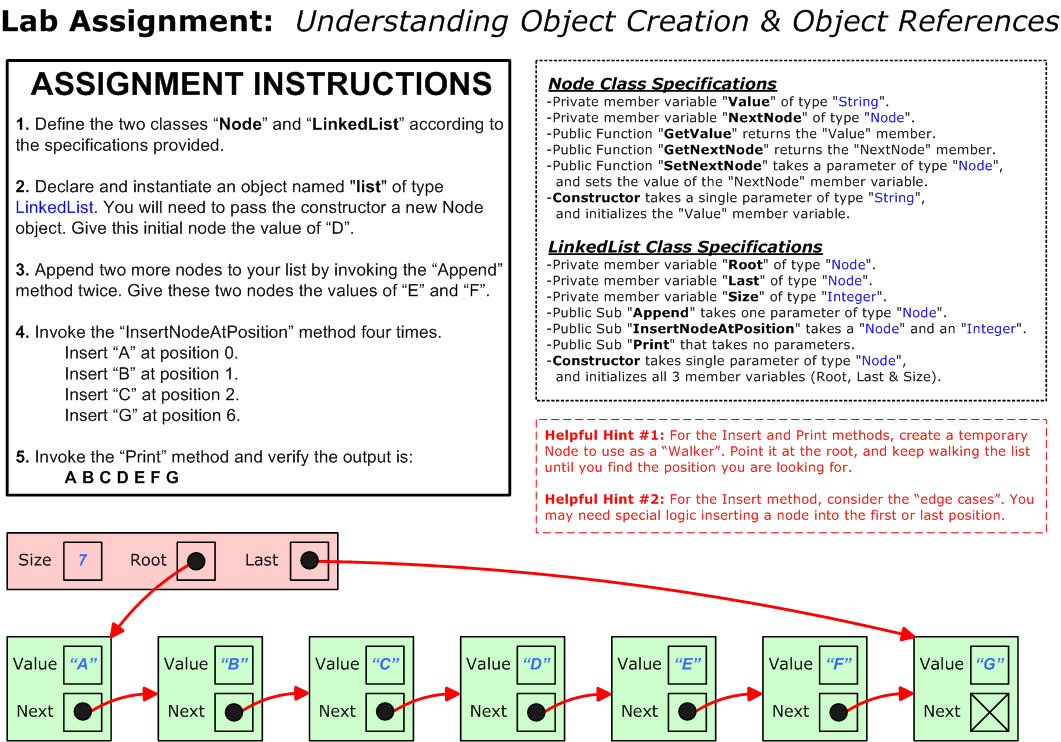 Lab Assignment: Understanding Object Creation & Object References
ASSIGNMENT INSTRUCTIONS
1. Define the two classes “Node” and “LinkedList” according to
the specifications provided.
2. Declare and instantiate an object named "list" of type
LinkedList. You will need to pass the constructor a new Node
object. Give this initial node the value of “D”.
3. Append two more nodes to your list by invoking the “Append”
method twice. Give these two nodes the values of “E” and “F”.
4. Invoke the “InsertNodeAtPosition” method four times.
Insert “A” at position 0.
Insert “B” at position 1.
Insert “C” at position 2.
Insert “G” at position 6.
5. Invoke the “Print” method and verify the output is:
A B C D E F G
Node Class Specifications
-Private member variable "Value" of type "String".
-Private member variable "NextNode" of type "Node".
-Public Function "GetValue" returns the "Value" member.
-Public Function "GetNextNode" returns the "NextNode" member.
-Public Function "SetNextNode" takes a parameter of type "Node",
and sets the value of the "NextNode" member variable.
-Constructor takes a single parameter of type "String",
and initializes the "Value" member variable.
LinkedList Class Specifications
-Private member variable "Root" of type "Node".
-Private member variable "Last" of type "Node".
-Private member variable "Size" of type "Integer".
-Public Sub "Append" takes one parameter of type "Node".
-Public Sub "InsertNodeAtPosition" takes a "Node" and an "Integer".
-Public Sub "Print" that takes no parameters.
-Constructor takes single parameter of type "Node",
and initializes all 3 member variables (Root, Last & Size).
Helpful Hint #1: For the Insert and Print methods, create a temporary
Node to use as a “Walker”. Point it at the root, and keep walking the list
until you find the position you are looking for.
Helpful Hint #2: For the Insert method, consider the “edge cases”. You
may need special logic inserting a node into the first or last position.
Size 7 Root Last
Value “A” Value “B” Value “C” Value “D” Value “E” Value “F” Value “G”
Next Next Next Next Next Next Next